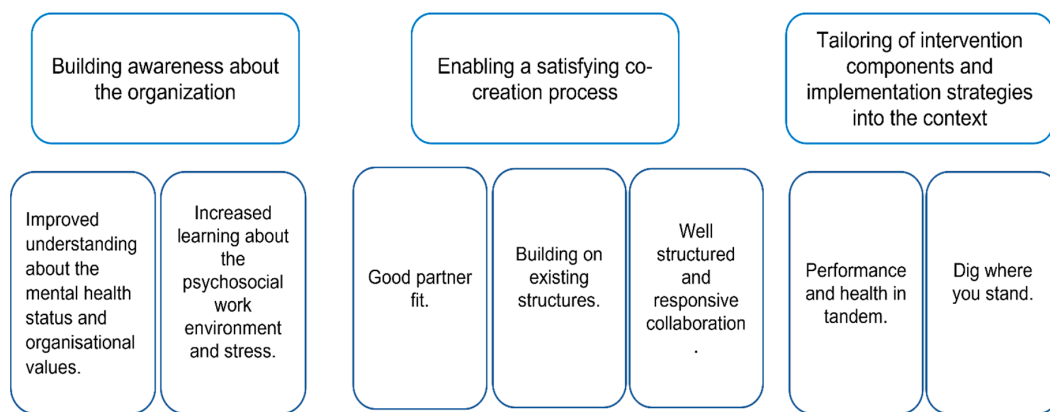 Building awareness about
the organization
Enabling a satisfying co-
creation process
Tailoring of intervention
components and
implementation strategies
into the context
Improved
understanding
about the
mental health
status and
organisational
values.
Increased
learning about
the
psychosocial
work
environment
and stress.
Good partner
fit.
Building on
existing
structures.
Well
structured
and
responsive
collaboration
.
Performance
and health in
tandem.
Dig where
you stand.